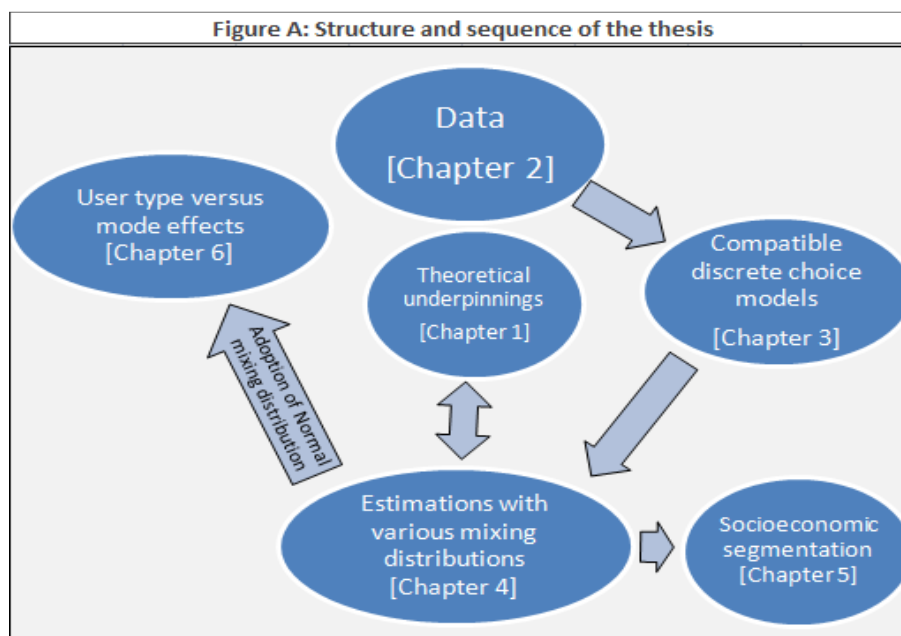 Figure A: Structure and sequence of the thesis
Data
[Chapter 2]
User type versus
mode effects
[Chapter 6]
Theoretical
underpinnings
[Chapter 1]
Compatible
discrete choice
models
[Chapter 3]
Adoption of Normal
mixing distribution
Estimations with
various mixing
distributions
[Chapter 4]
Socioeconomic
segmentation
[Chapter 5]